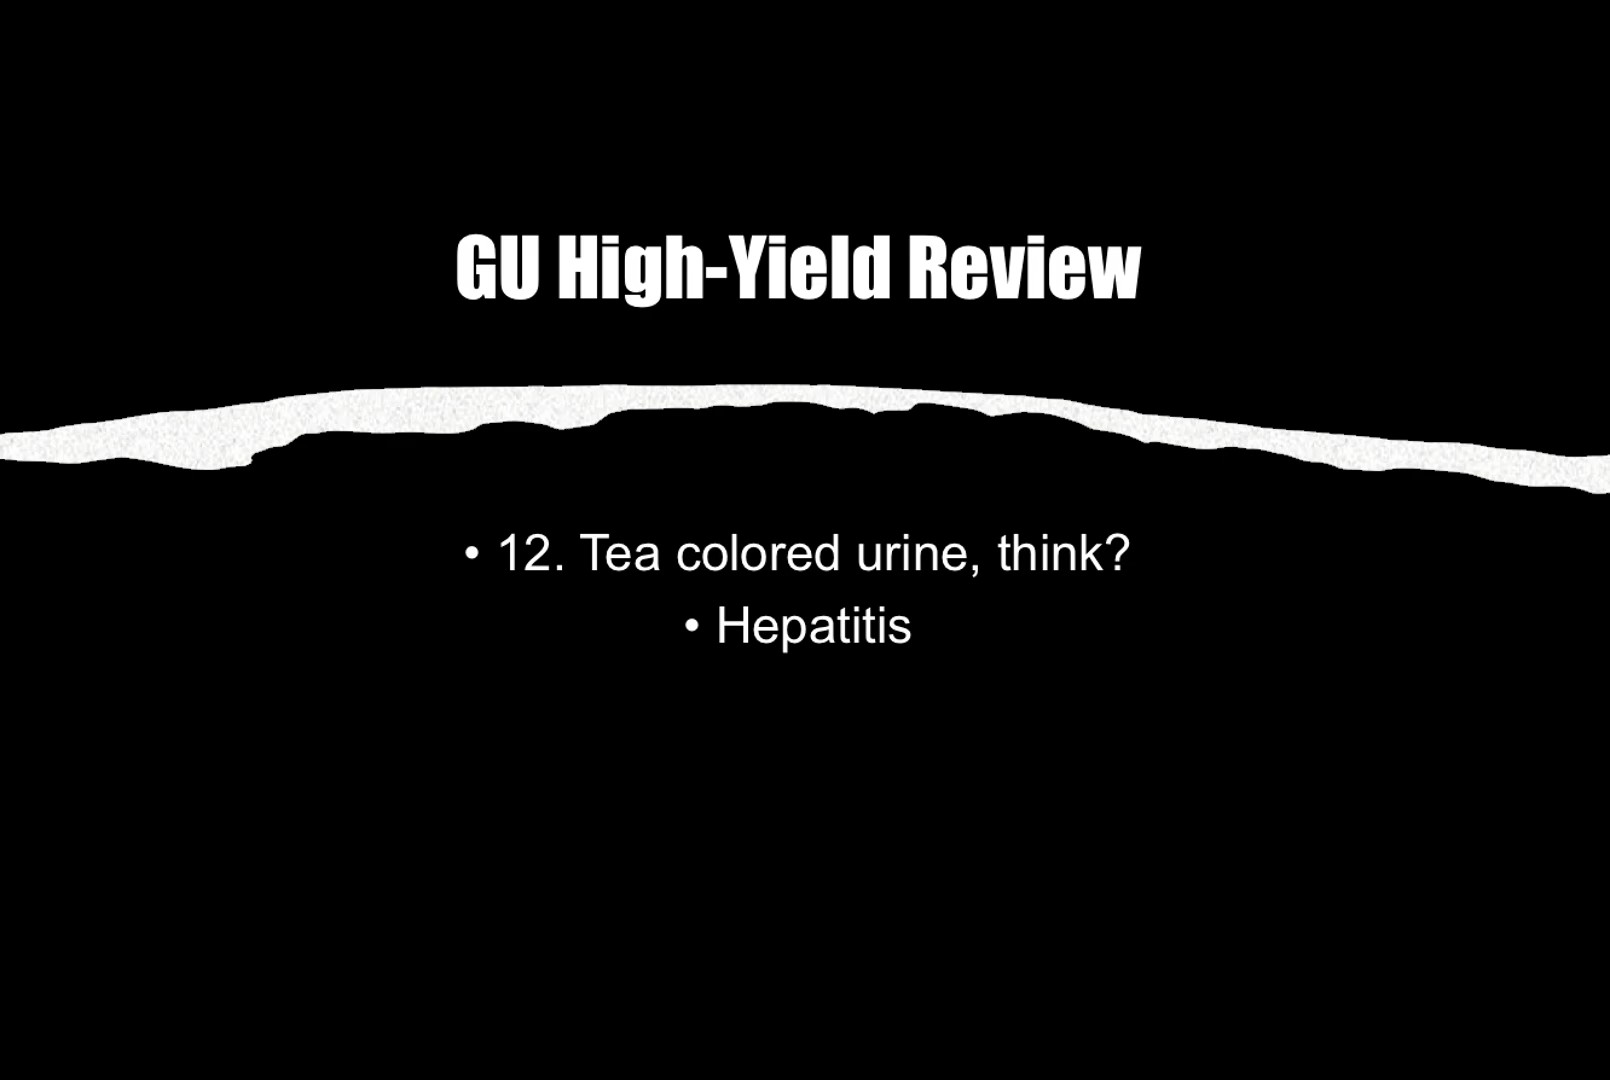 GU High-Yield Review
• 12. Tea colored urine, think?
• Hepatitis